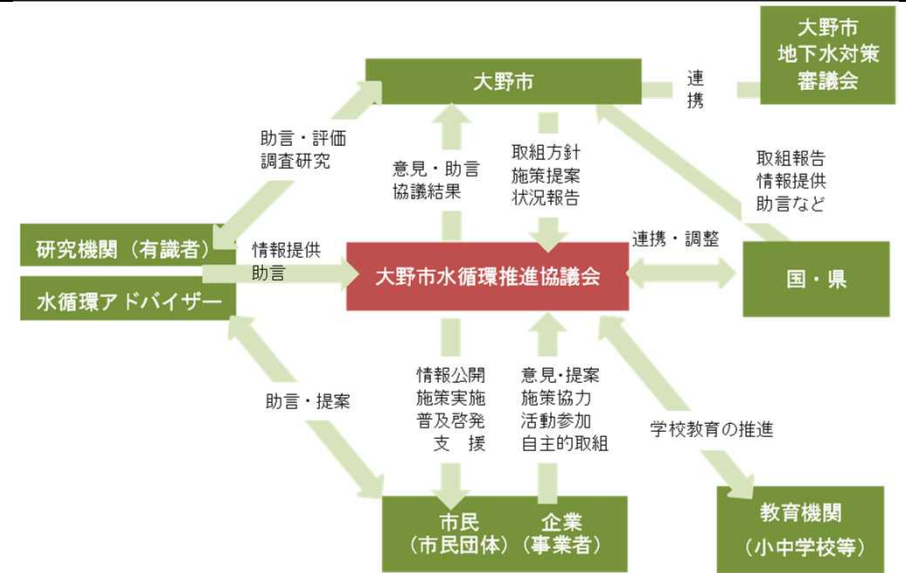 大野市
地下水対策
審議会
大野市
連
携
助言・評価
調査研究
意見・助言
協議結果
取組方針
施策提案
状況報告
取組報告
情報提供
助言など
研究機関（有識者）
水循環アドバイザー
情報提供
助言
大野市水循環推進協議会
連携・調整
国・県
助言・提案
情報公開
施策実施
普及啓発
支　援
意見・提案
施策協力
活動参加
自主的取組
学校教育の推進
市民
（市民団体）
企業
（事業者）
教育機関
（小中学校等）